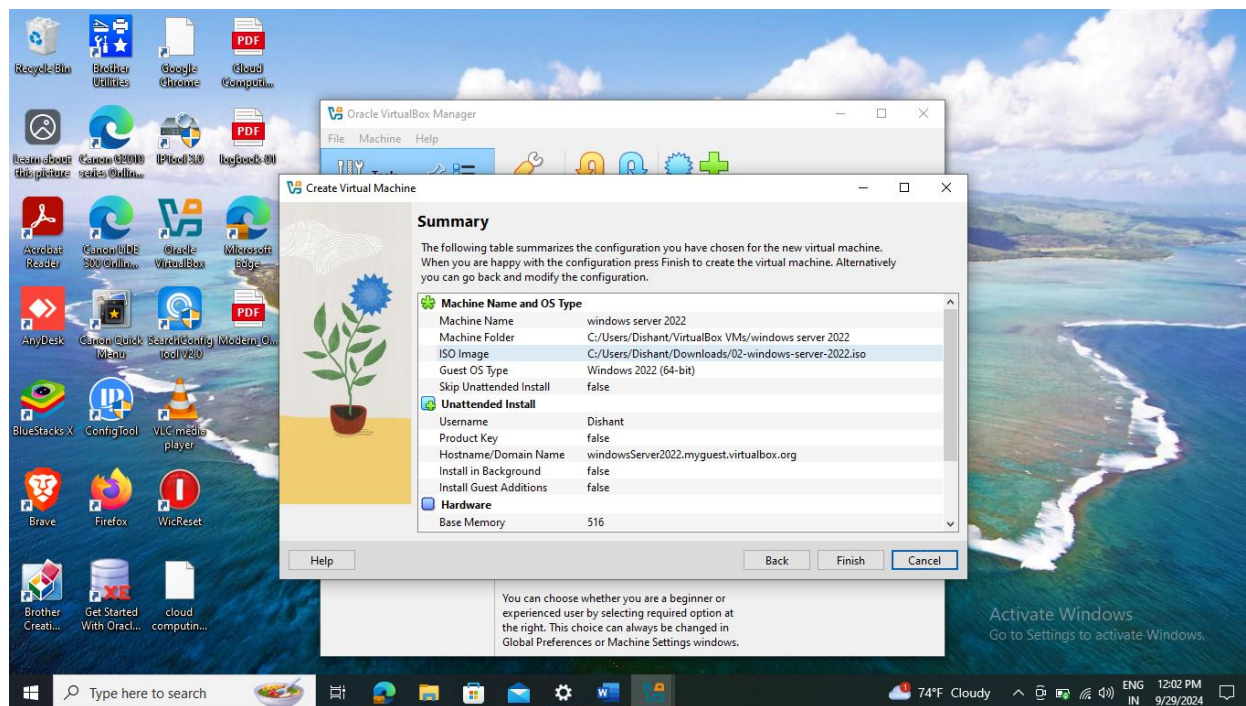 Recycle Bin
Brother
Utilities
Google
Chrome
PDF
Cloud
Computi...
Learn about
this picture
Canon G2010
series Onlin...
IPtool 3.0
PDF
logbook 01
Acrobat
Reader
Canon LiDE
300 Onlin...
Oracle
VirtualBox
Microsoft
Edge
AnyDesk
Canon Quick
Menu
SearchConfig
Tool V2.0
PDF
Modern_O...
BlueStacks X
IP
ConfigTool
VLC media
player
Brave
Firefox
WicReset
Brother
Creati...
XE
Get Started
With Oracl...
cloud
computin...
Oracle VirtualBox Manager
File Machine Help
Create Virtual Machine
Summary
The following table summarizes the configuration you have chosen for the new virtual machine.
When you are happy with the configuration press Finish to create the virtual machine. Alternatively
you can go back and modify the configuration.
Machine Name and OS Type
Machine Name windows server 2022
Machine Folder C:/Users/Dishant/VirtualBox VMs/windows server 2022
ISO Image C:/Users/Dishant/Downloads/02-windows-server-2022.iso
Guest OS Type Windows 2022 (64-bit)
Skip Unattended Install false
Unattended Install
Username Dishant
Product Key false
Hostname/Domain Name windowsServer2022.myguest.virtualbox.org
Install in Background false
Install Guest Additions false
Hardware
Base Memory 516
Help Back Finish Cancel
You can choose whether you are a beginner or
experienced user by selecting required option at
the right. This choice can always be changed in
Global Preferences or Machine Settings windows.
Activate Windows
Go to Settings to activate Windows.
Type here to search
74°F Cloudy
ENG
IN
12:02 PM
9/29/2024